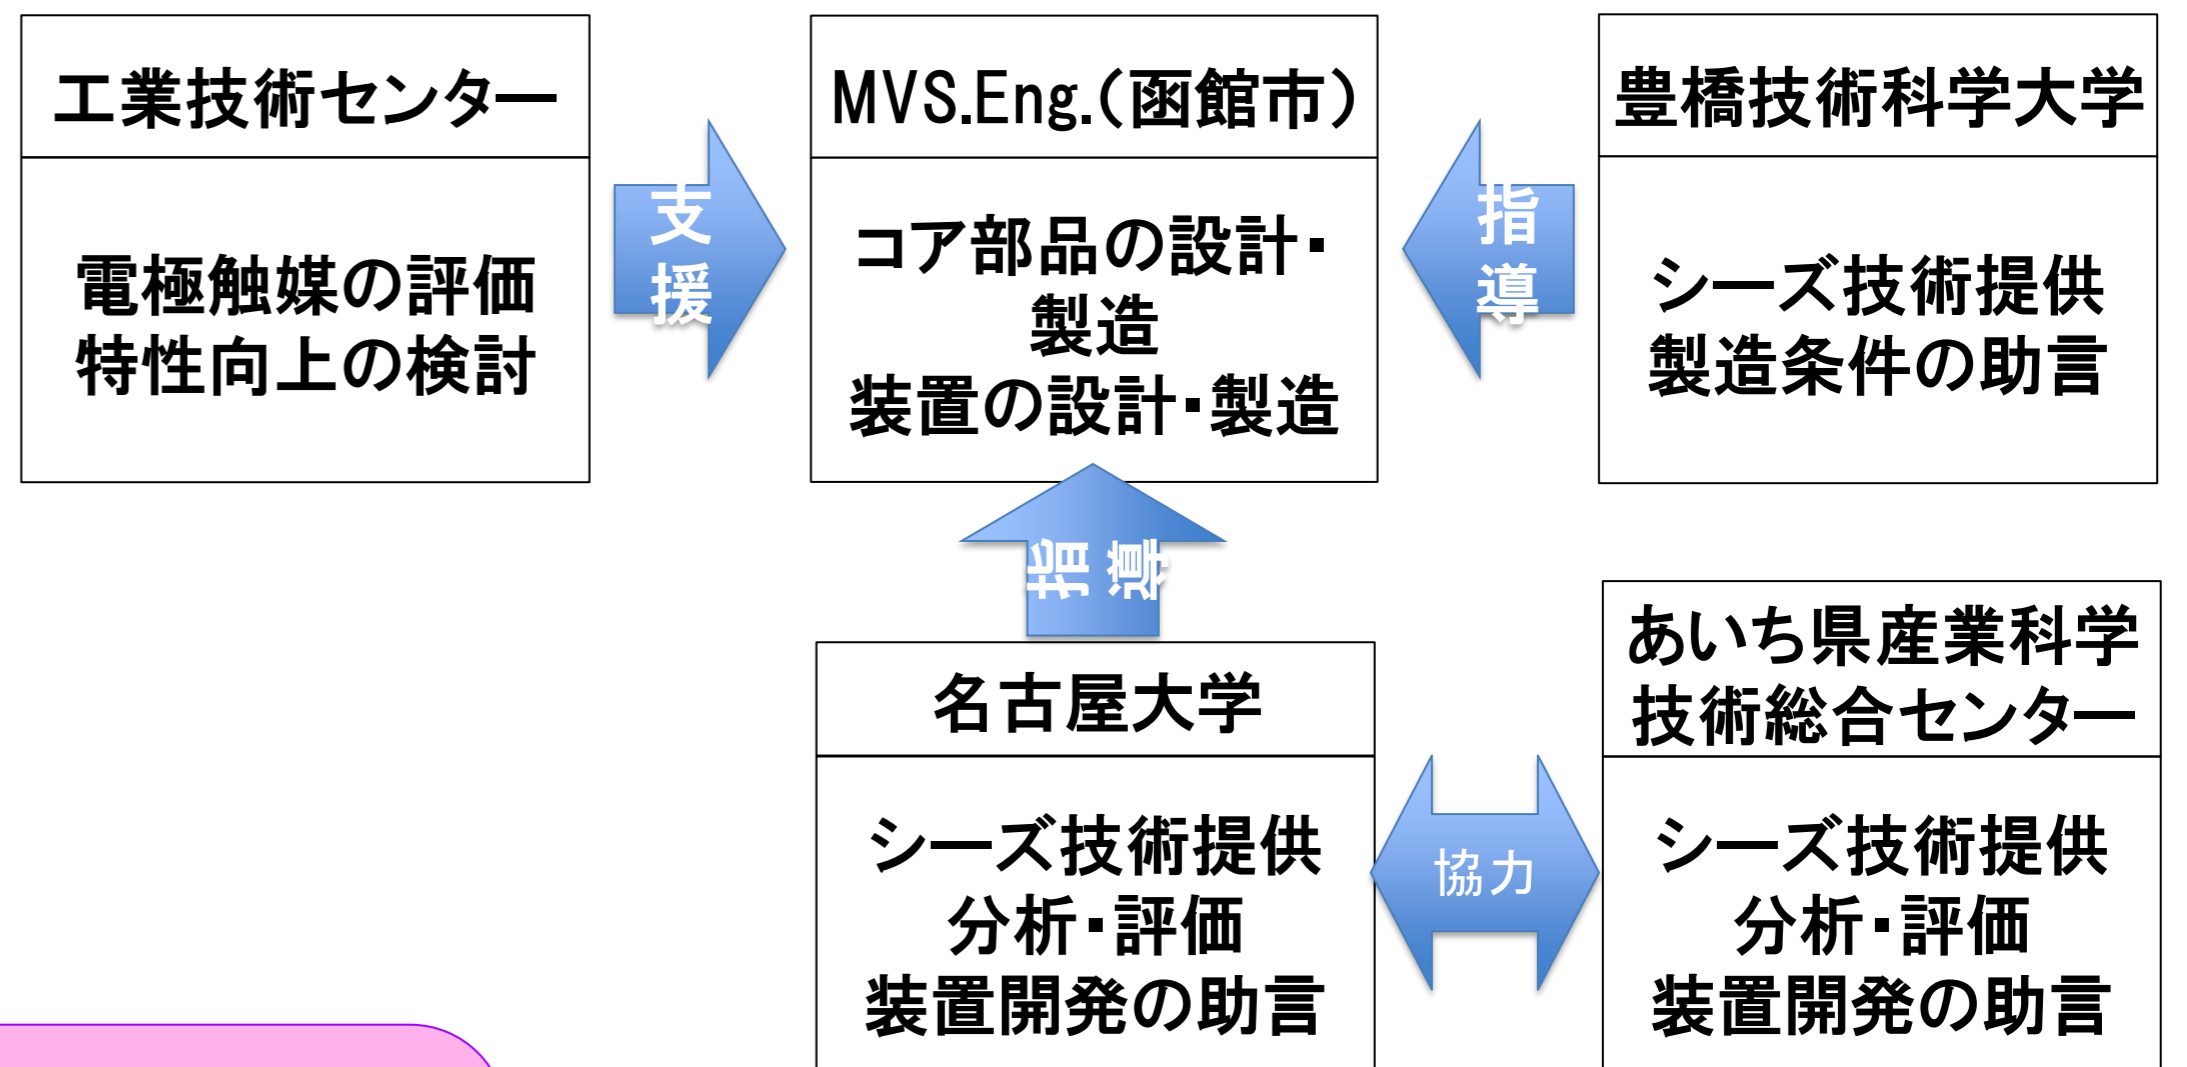 工業技術センター
電極触媒の評価
特性向上の検討
支
援
MVS.Eng.(函館市)
コア部品の設計・
製造
装置の設計・製造
指
導
豊橋技術科学大学
シーズ技術提供
製造条件の助言
指導
名古屋大学
シーズ技術提供
分析・評価
装置開発の助言
協力
あいち県産業科学
技術総合センター
シーズ技術提供
分析・評価
装置開発の助言